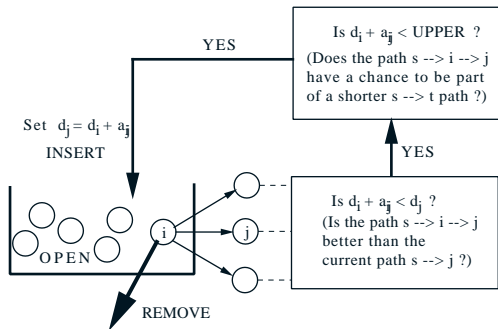 Is d_i + a_ij < UPPER ?
(Does the path s --> i --> j
have a chance to be part
of a shorter s --> t path ?)
YES
Set d_j = d_i + a_ij
INSERT
YES
Is d_i + a_ij < d_j ?
(Is the path s --> i --> j
better than the
current path s --> j ?)
i
j
OPEN
REMOVE